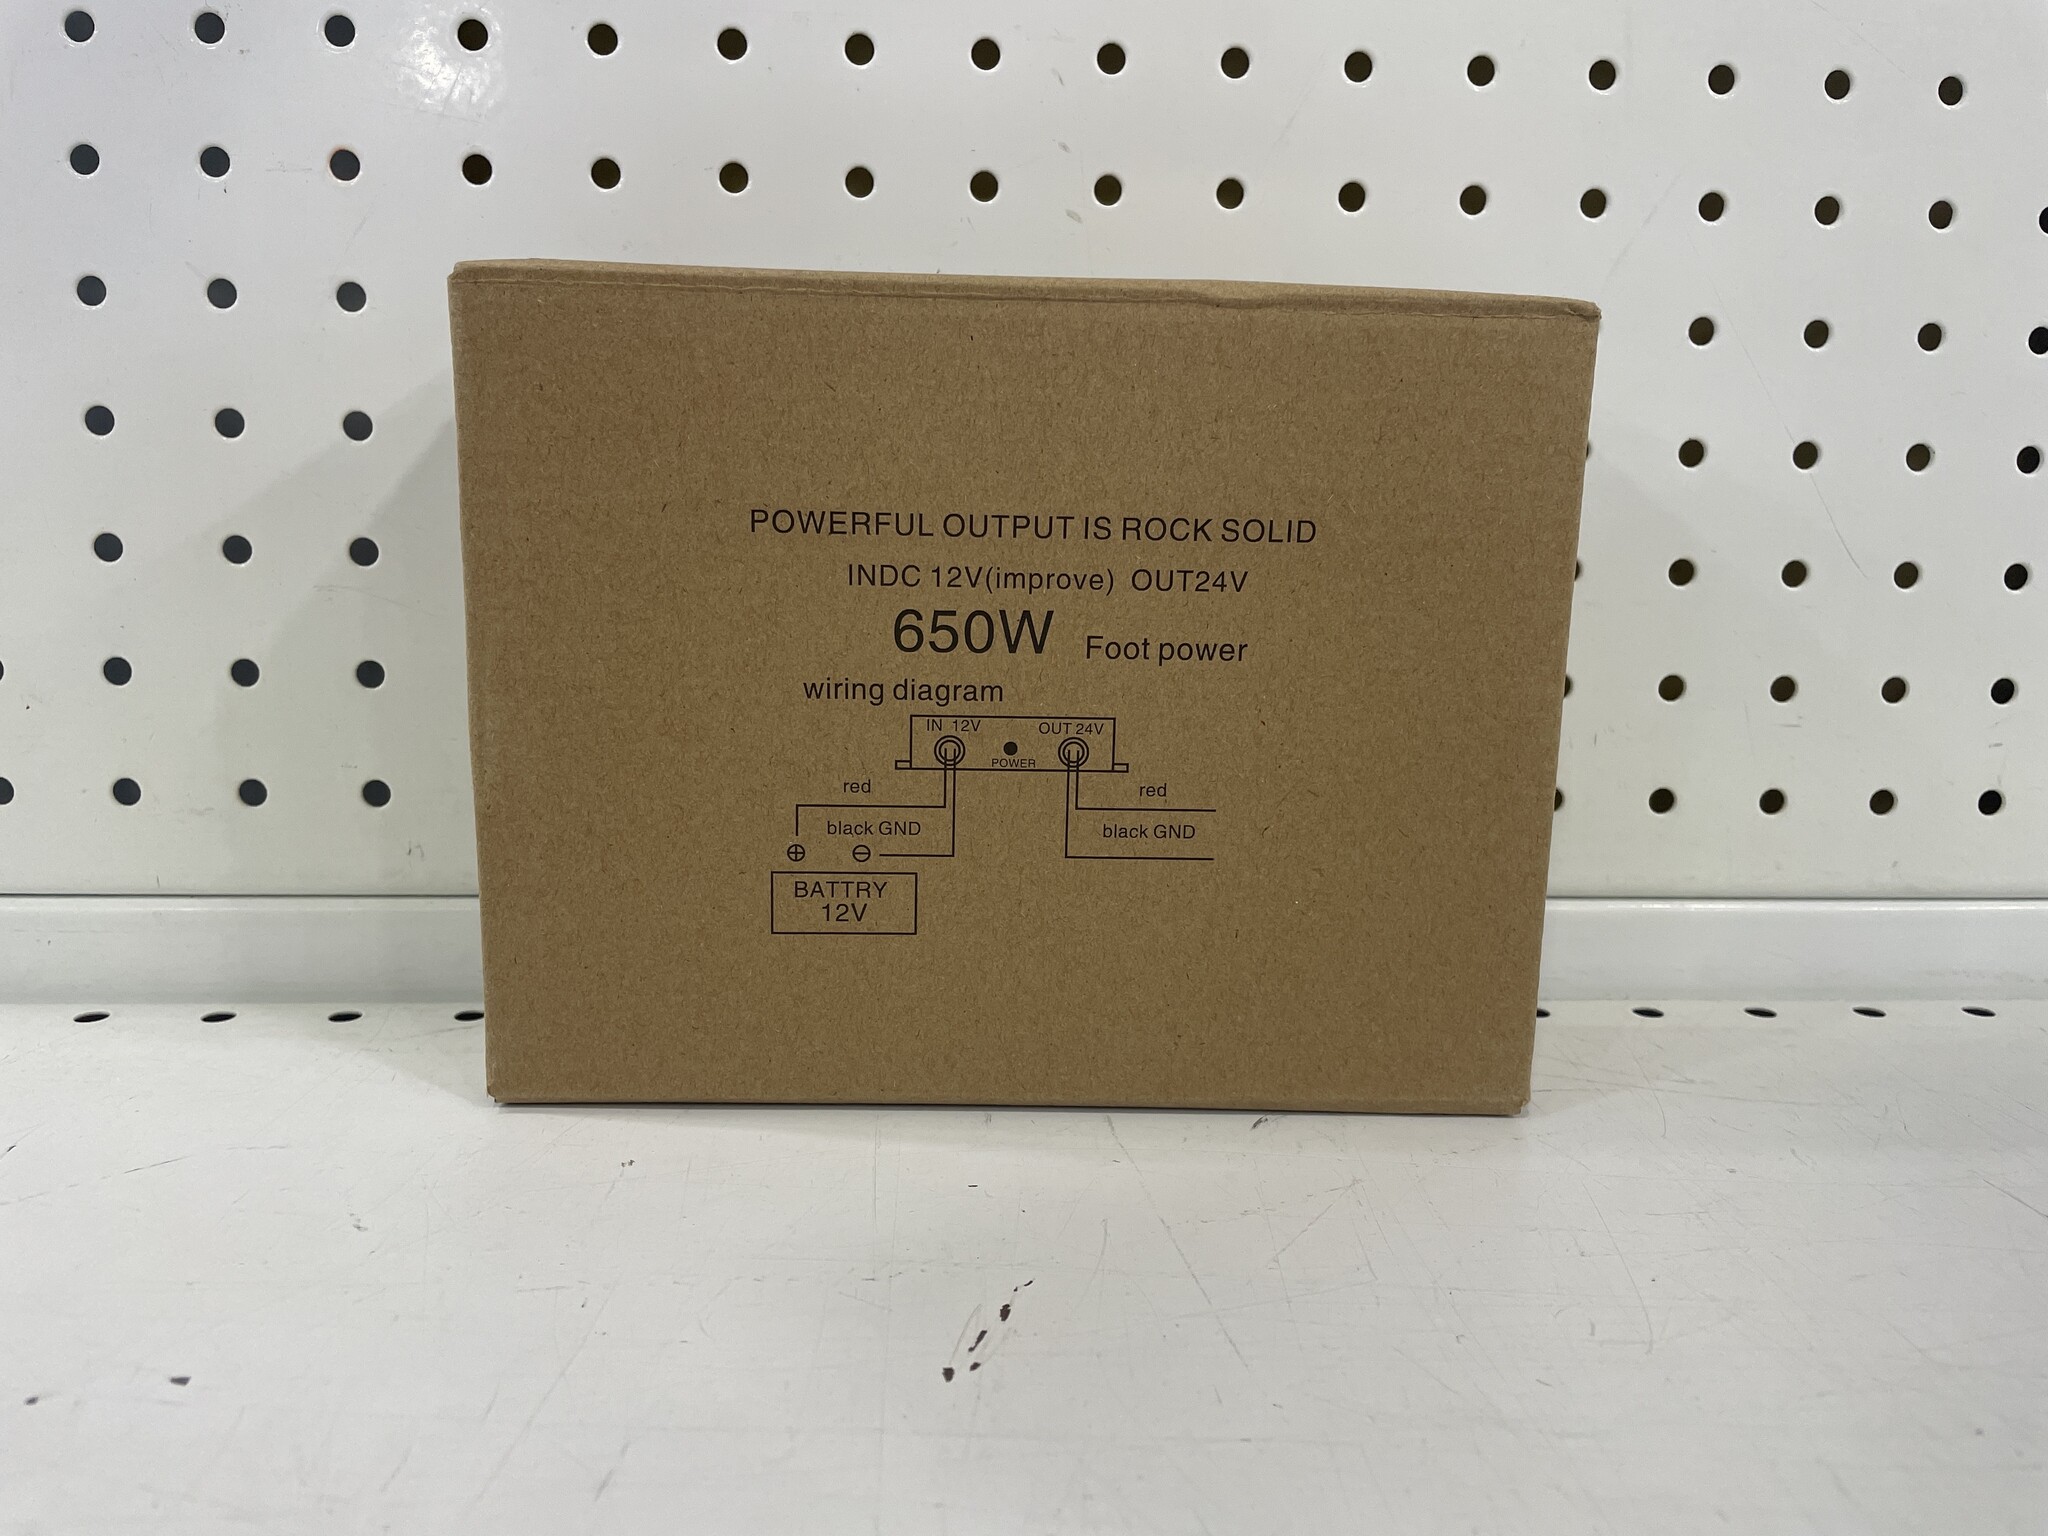 POWERFUL OUTPUT IS ROCK SOLID
INDC 12V(improve) OUT24V
650W Foot power
wiring diagram
IN 12V OUT 24V
POWER
red red
black GND black GND
BATTRY
12V